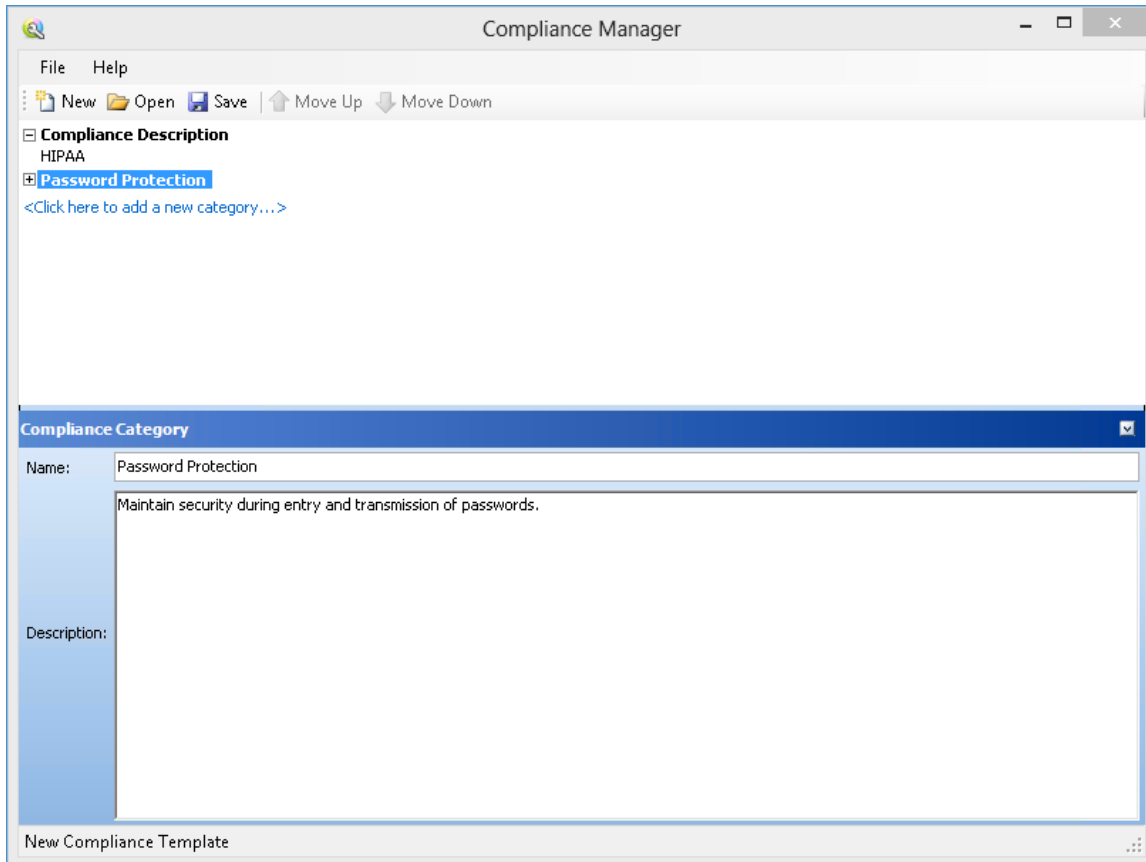 Compliance Manager
File Help
New Open Save Move Up Move Down
Compliance Description
HIPAA
Password Protection
<Click here to add a new category...>
Compliance Category
Name: Password Protection
Maintain security during entry and transmission of passwords.
Description:
New Compliance Template